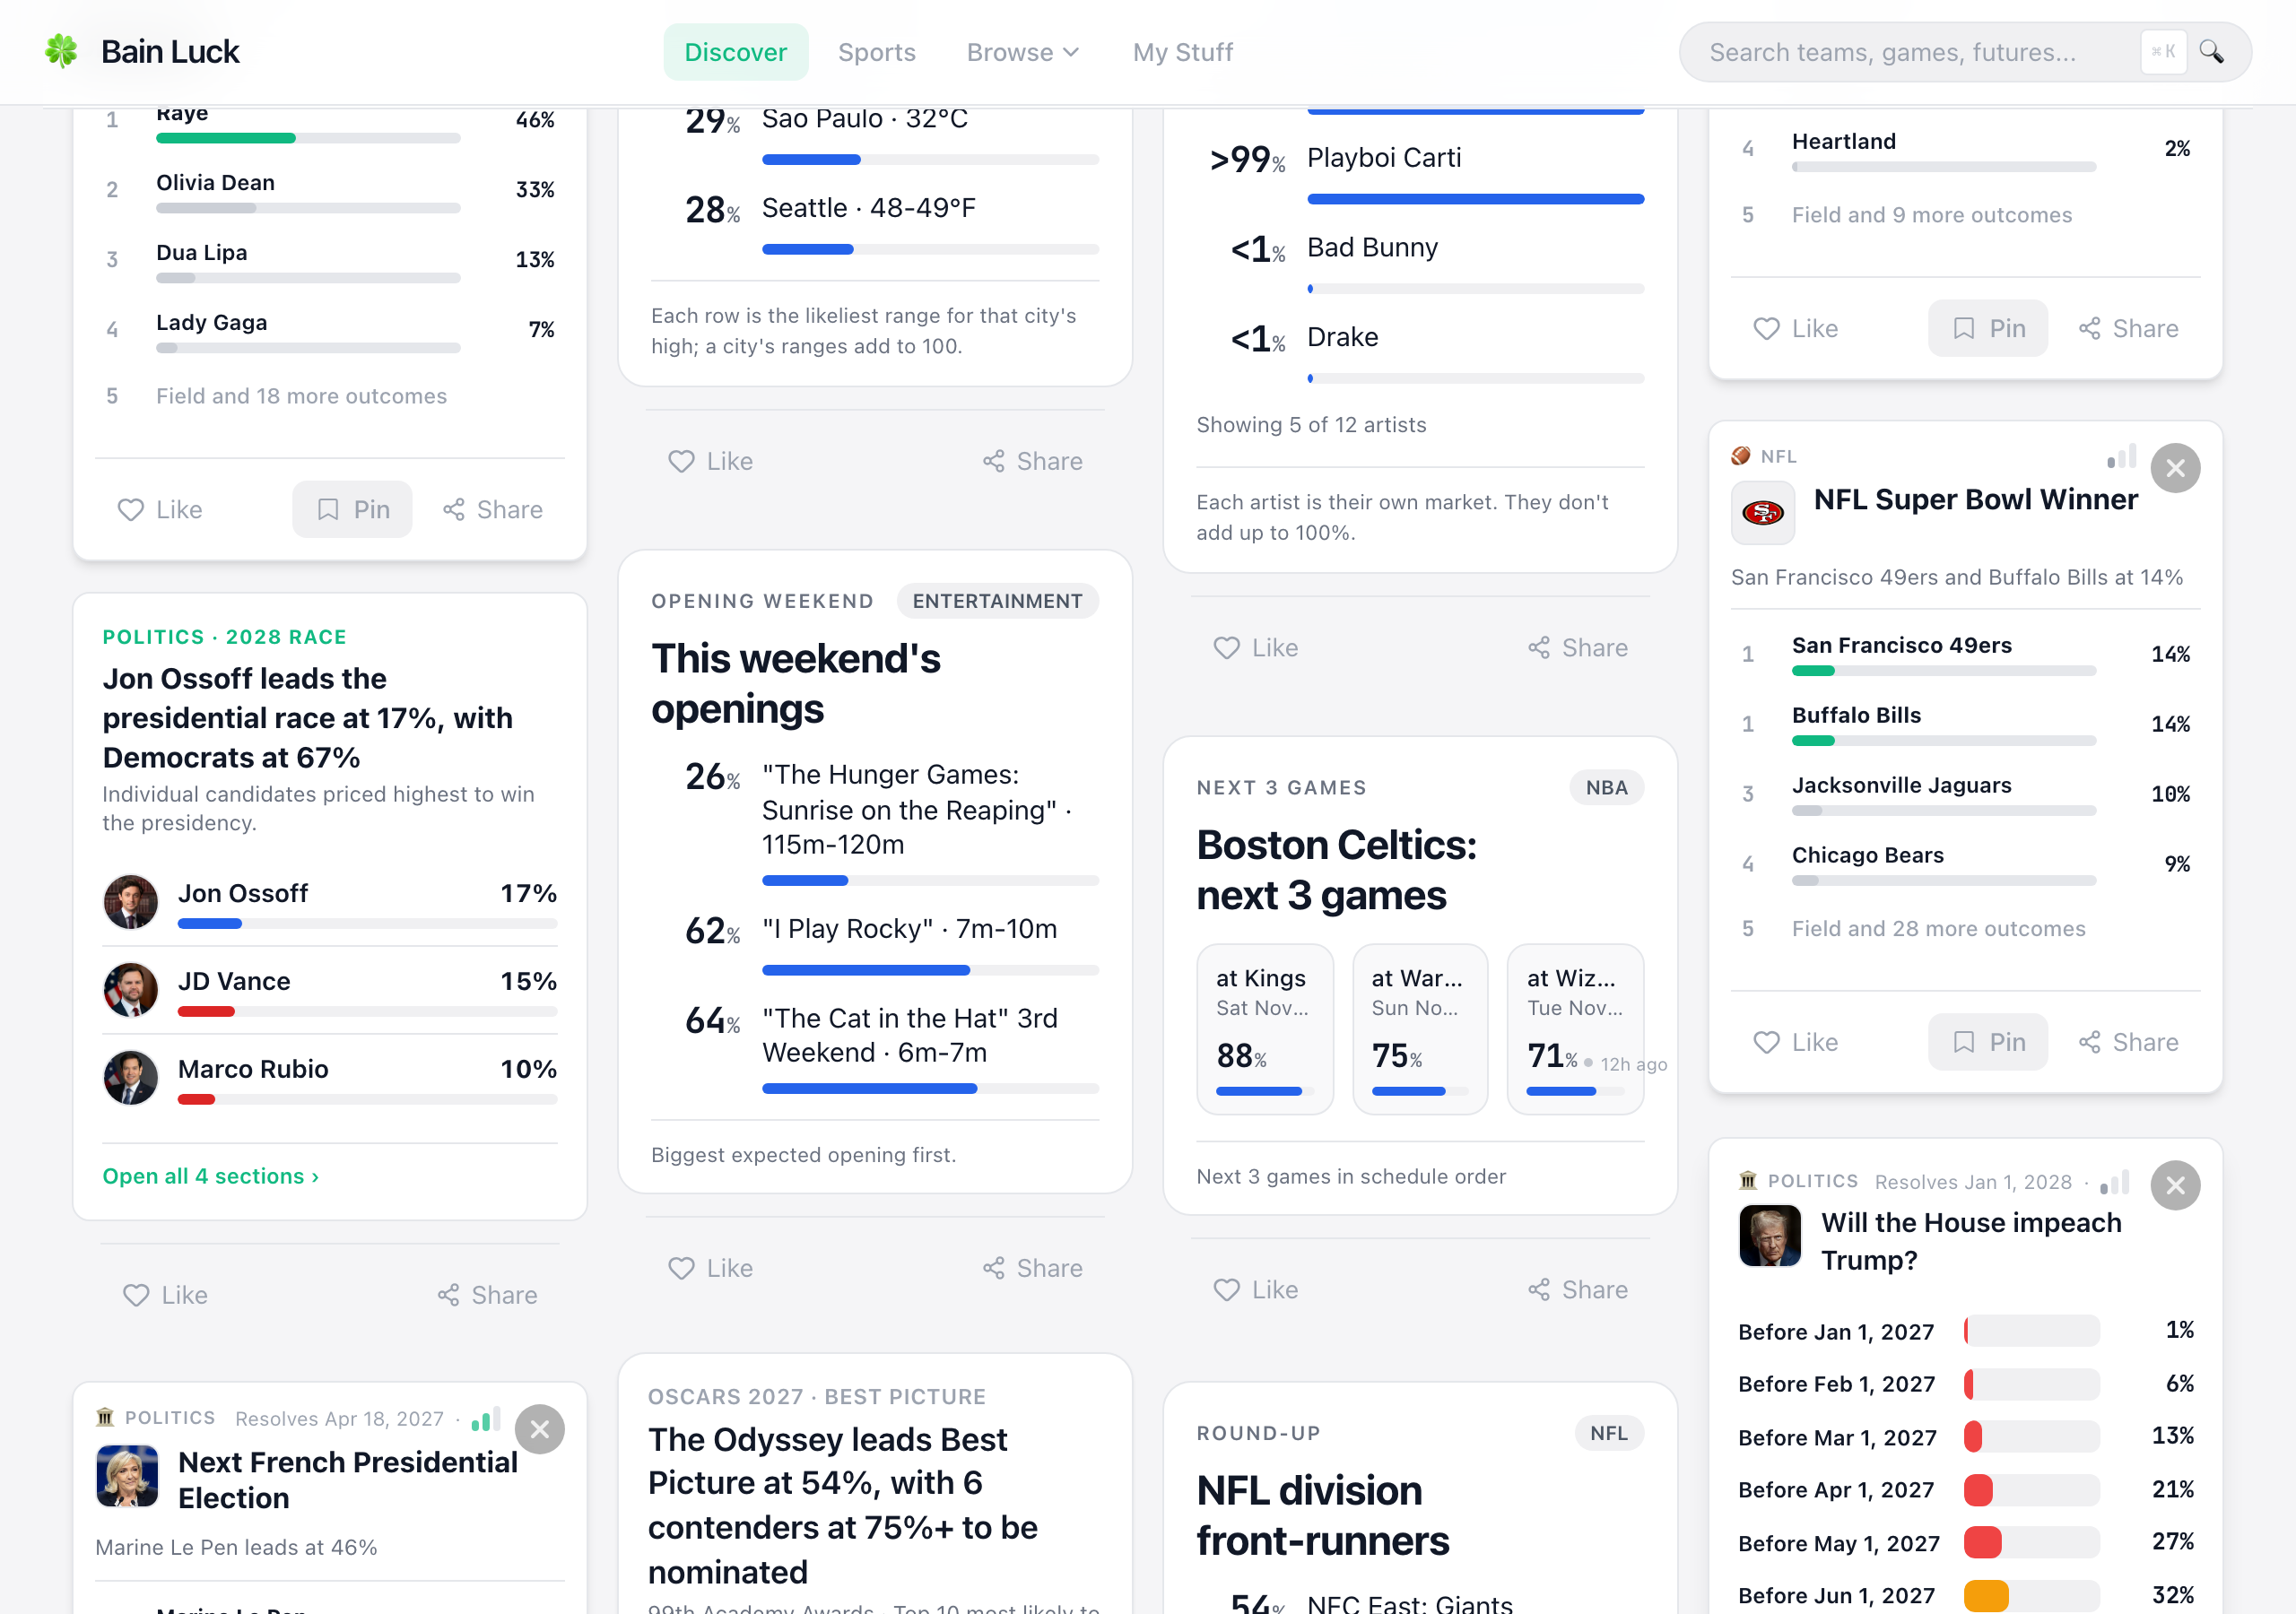 Bain Luck
Discover
Sports
Browse
My Stuff
Search teams, games, futures...
⌘K
1 Raye 46%
2 Olivia Dean 33%
3 Dua Lipa 13%
4 Lady Gaga 7%
5 Field and 18 more outcomes
Like
Pin
Share
POLITICS · 2028 RACE
Jon Ossoff leads the
presidential race at 17%, with
Democrats at 67%
Individual candidates priced highest to win
the presidency.
Jon Ossoff 17%
JD Vance 15%
Marco Rubio 10%
Open all 4 sections ›
Like
Share
POLITICS Resolves Apr 18, 2027 ·
Next French Presidential
Election
Marine Le Pen leads at 46%
Marine Le Pen
29% Sao Paulo · 32°C
28% Seattle · 48-49°F
Each row is the likeliest range for that city's
high; a city's ranges add to 100.
Like
Share
OPENING WEEKEND
ENTERTAINMENT
This weekend's
openings
26% "The Hunger Games:
Sunrise on the Reaping" ·
115m-120m
62% "I Play Rocky" · 7m-10m
64% "The Cat in the Hat" 3rd
Weekend · 6m-7m
Biggest expected opening first.
Like
Share
OSCARS 2027 · BEST PICTURE
The Odyssey leads Best
Picture at 54%, with 6
contenders at 75%+ to be
nominated
99th Academy Awards · Top 10 most likely to
>99% Playboi Carti
<1% Bad Bunny
<1% Drake
Showing 5 of 12 artists
Each artist is their own market. They don't
add up to 100%.
Like
Share
NEXT 3 GAMES
NBA
Boston Celtics:
next 3 games
at Kings
Sat Nov...
88%
at War...
Sun No...
75%
at Wiz...
Tue Nov...
71% 12h ago
Next 3 games in schedule order
Like
Share
ROUND-UP
NFL
NFL division
front-runners
54% NFC East: Giants
4 Heartland 2%
5 Field and 9 more outcomes
Like
Pin
Share
NFL
NFL Super Bowl Winner
San Francisco 49ers and Buffalo Bills at 14%
1 San Francisco 49ers 14%
1 Buffalo Bills 14%
3 Jacksonville Jaguars 10%
4 Chicago Bears 9%
5 Field and 28 more outcomes
Like
Pin
Share
POLITICS Resolves Jan 1, 2028 ·
Will the House impeach
Trump?
Before Jan 1, 2027 1%
Before Feb 1, 2027 6%
Before Mar 1, 2027 13%
Before Apr 1, 2027 21%
Before May 1, 2027 27%
Before Jun 1, 2027 32%